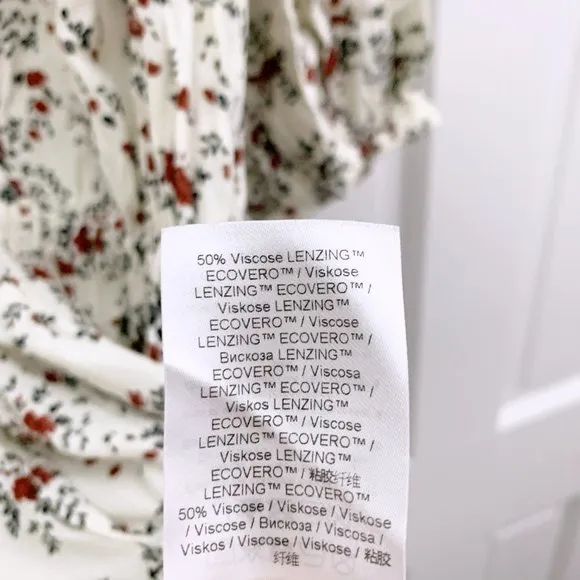 50% Viscose LENZING™
ECOVERO™ / Viskose
LENZING™ ECOVERO™ /
Viskose LENZING™
ECOVERO™ / Viscose
LENZING™ ECOVERO™ /
Вискоза LENZING™
ECOVERO™ / Viscosa
LENZING™ ECOVERO™ /
Viskos LENZING™
ECOVERO™ / Viscose
LENZING™ ECOVERO™ /
Viskose LENZING™
ECOVERO™ / 粘胶纤维
LENZING™ ECOVERO™
50% Viscose / Viskose / Viskose
/ Viscose / Вискоза / Viscosa /
Viskos / Viscose / Viskose / 粘胶
纤维